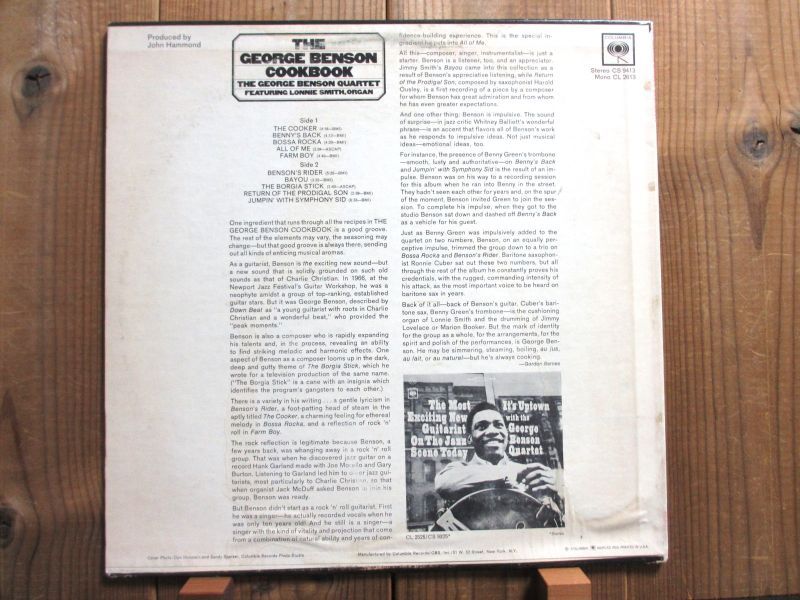 Produced by
John Hammond
THE
GEORGE BENSON
COOKBOOK
THE GEORGE BENSON QUARTET
FEATURING LONNIE SMITH, ORGAN
Side 1
THE COOKER
BENNY'S BACK
BOSSA ROCKA
ALL OF ME
FARM BOY
Side 2
BENSON'S RIDER
BAYOU
THE BORGIA STICK
RETURN OF THE PRODIGAL SON
JUMPIN' WITH SYMPHONY SID
One ingredient that runs through all the recipes in THE
GEORGE BENSON COOKBOOK is a good groove.
The rest of the elements may vary, the seasoning may
change—but that good groove is always there, sending
out all kinds of enticing musical aromas.
As a guitarist, Benson is the exciting new sound—but
a new sound that is solidly grounded on such old
sounds as that of Charlie Christian. In 1966, at the
Newport Jazz Festival's Guitar Workshop, he was a
neophyte amidst a group of top-ranking, established
guitar stars. But it was George Benson, described by
Down Beat as "a young guitarist with roots in Charlie
Christian and a wonderful beat," who provided the
"peak moments."
Benson is also a composer who is rapidly expanding
his talents and, in the process, revealing an ability
to find striking melodic and harmonic effects. One
aspect of Benson as a composer looms up in the dark,
deep and gutty theme of The Borgia Stick, which he
wrote for a television production of the same name.
("The Borgia Stick" is a cane with an insignia which
identifies the program's gangsters to each other.)
There is a variety in his writing . . . a gentle lyricism in
Benson's Rider, a foot-patting head of steam in the
aptly titled The Cooker, a charming feeling for ethereal
melody in Bossa Rocka, and a reflection of rock 'n'
roll in Farm Boy.
The rock reflection is legitimate because Benson, a
few years back, was whanging away in a rock 'n' roll
group. That was when he discovered jazz guitar on a
record Hank Garland made with Joe Morello and Gary
Burton. Listening to Garland led him to other jazz gui-
tarists, most particularly to Charlie Christian, so that
when organist Jack McDuff asked Benson to join his
group, Benson was ready.
But Benson didn't start as a rock 'n' roll guitarist. First
he was a singer—he actually recorded vocals when he
was only ten years old! And he still is a singer—a
singer with the kind of vitality and projection that come
from a combination of natural ability and years of con-
fidence-building experience. This is the special in-
gredient he puts into All of Me.
All this—composer, singer, instrumentalist—is just a
starter. Benson is a listener, too, and an appreciator.
Jimmy Smith's Bayou came into this collection as a
result of Benson's appreciative listening, while Return
of the Prodigal Son, composed by saxophonist Harold
Ousley, is a first recording of a piece by a composer
for whom Benson has great admiration and from whom
he has even greater expectations.
And one other thing: Benson is impulsive. The sound
of surprise—in jazz critic Whitney Balliett's wonderful
phrase—is an accent that flavors all of Benson's work
as he responds to impulsive ideas. Not just musical
ideas—emotional ideas, too.
For instance, the presence of Benny Green's trombone
—smooth, lusty and authoritative—on Benny's Back
and Jumpin' with Symphony Sid is the result of an im-
pulse. Benson was on his way to a recording session
for this album when he ran into Benny in the street.
They hadn't seen each other for years and, on the spur
of the moment, Benson invited Green to join the ses-
sion. To complete his impulse, when they got to the
studio Benson sat down and dashed off Benny's Back
as a vehicle for his guest.
Just as Benny Green was impulsively added to the
quartet on two numbers, Benson, on an equally per-
ceptive impulse, trimmed the group down to a trio on
Bossa Rocka and Benson's Rider. Baritone saxophon-
ist Ronnie Cuber sat out these two numbers, but all
through the rest of the album he constantly proves his
credentials, with the rugged, commanding intensity of
his attack, as the most important voice to be heard on
baritone sax in years.
Back of it all—back of Benson's guitar, Cuber's bari-
tone sax, Benny Green's trombone—is the cushioning
organ of Lonnie Smith and the drumming of Jimmy
Lovelace or Marion Booker. But the mark of identity
for the group as a whole, for the arrangements, for the
spirit and polish of the performances, is George Ben-
son. He may be simmering, steaming, boiling, au jus,
au lait, or au naturel—but he's always cooking.
—Gordon Barnes
COLUMBIA
Stereo CS 9413
Mono CL 2613
The Most
Exciting New
Guitarist
On The Jazz
Scene Today
It's Uptown
with the
George
Benson
Quartet
CL 2525/CS 9325*
*Stereo
Manufactured by Columbia Records/CBS, Inc./51 W. 52 Street, New York, N.Y.